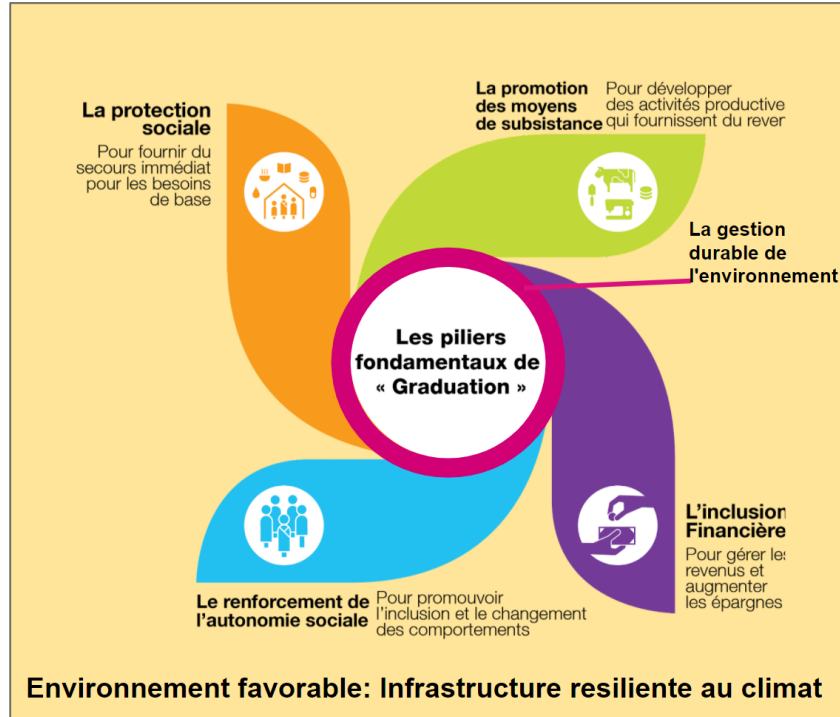 La protection
sociale
Pour fournir du
secours immédiat
pour les besoins
de base
La promotion
des moyens
de subsistance
Pour développer
des activités productive
qui fournissent du rever
La gestion
durable de
l'environnement
Les piliers
fondamentaux de
« Graduation »
L'inclusion
Financière
Pour gérer les
revenus et
augmenter
les épargnes
Le renforcement de
l'autonomie sociale
Pour promouvoir
l'inclusion et le changement
des comportements
Environnement favorable: Infrastructure resiliente au climat